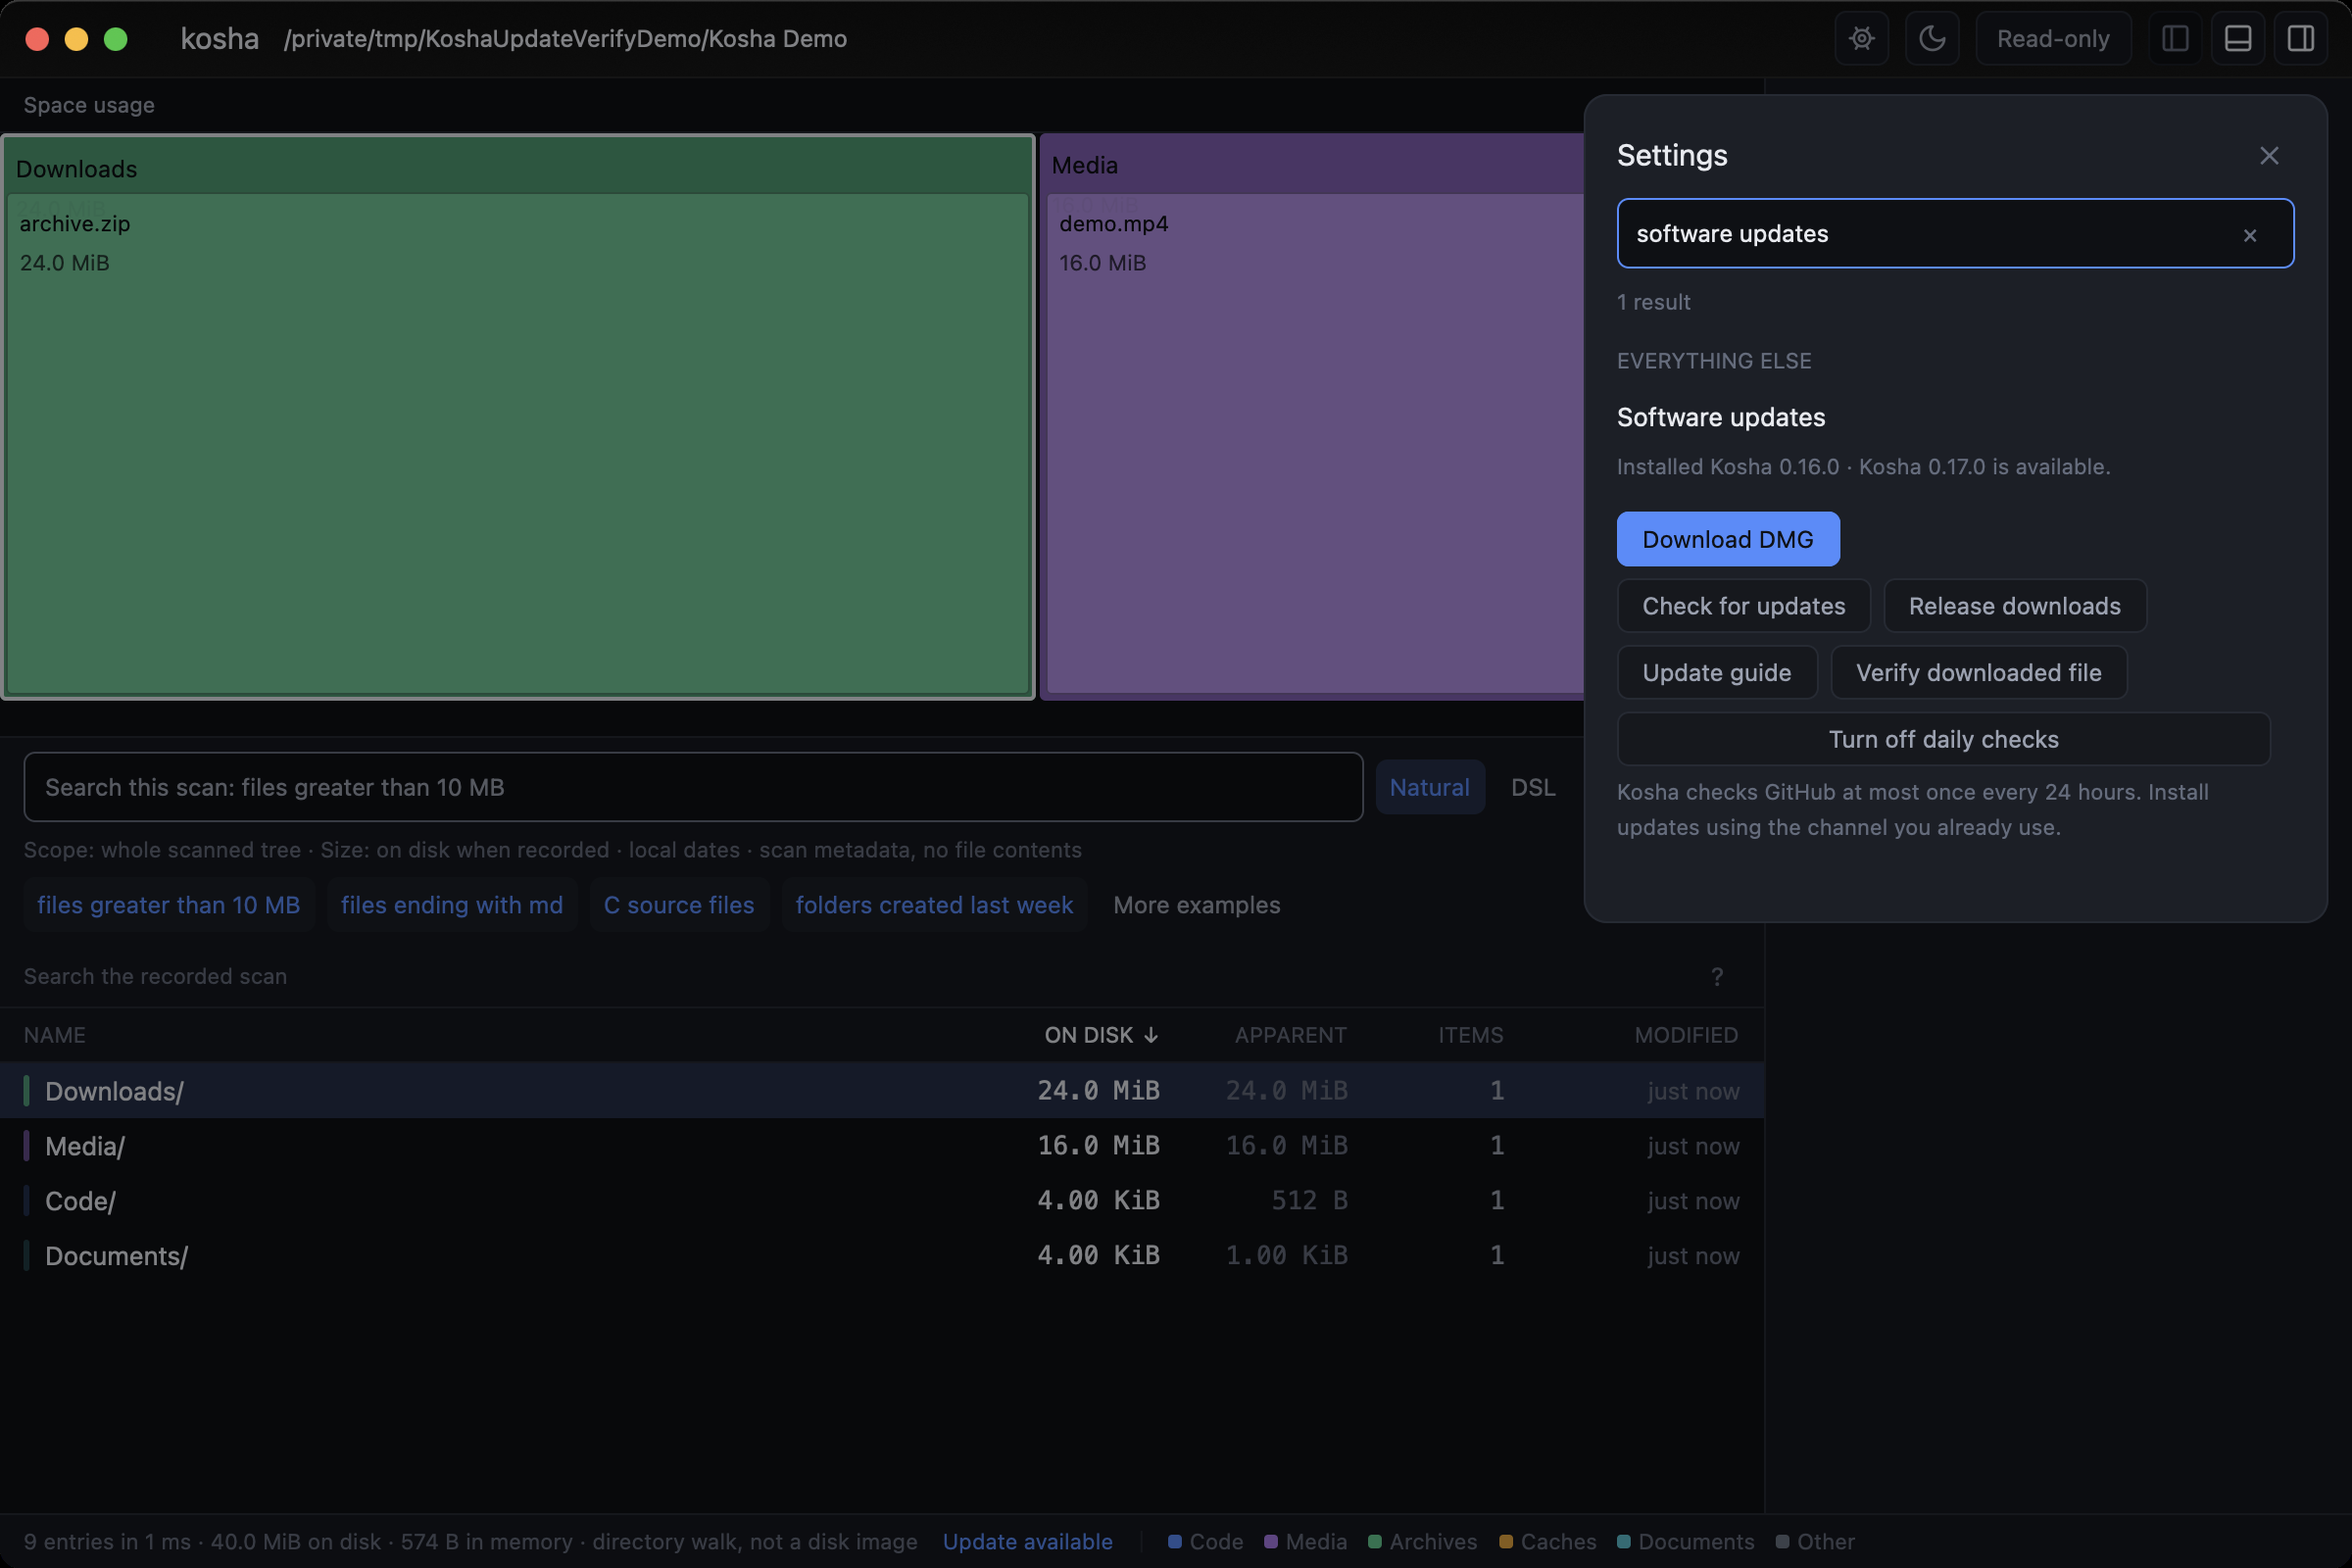 kosha /private/tmp/KoshaUpdateVerifyDemo/Kosha Demo
Read-only
Space usage
Downloads
archive.zip
24.0 MiB
Media
demo.mp4
16.0 MiB
Settings
software updates
1 result
EVERYTHING ELSE
Software updates
Installed Kosha 0.16.0 · Kosha 0.17.0 is available.
Download DMG
Check for updates Release downloads
Update guide Verify downloaded file
Turn off daily checks
Kosha checks GitHub at most once every 24 hours. Install
updates using the channel you already use.
Search this scan: files greater than 10 MB Natural DSL
Scope: whole scanned tree · Size: on disk when recorded · local dates · scan metadata, no file contents
files greater than 10 MB files ending with md C source files folders created last week More examples
Search the recorded scan ?
NAME ON DISK ↓ APPARENT ITEMS MODIFIED
Downloads/ 24.0 MiB 24.0 MiB 1 just now
Media/ 16.0 MiB 16.0 MiB 1 just now
Code/ 4.00 KiB 512 B 1 just now
Documents/ 4.00 KiB 1.00 KiB 1 just now
9 entries in 1 ms · 40.0 MiB on disk · 574 B in memory · directory walk, not a disk image Update available Code Media Archives Caches Documents Other